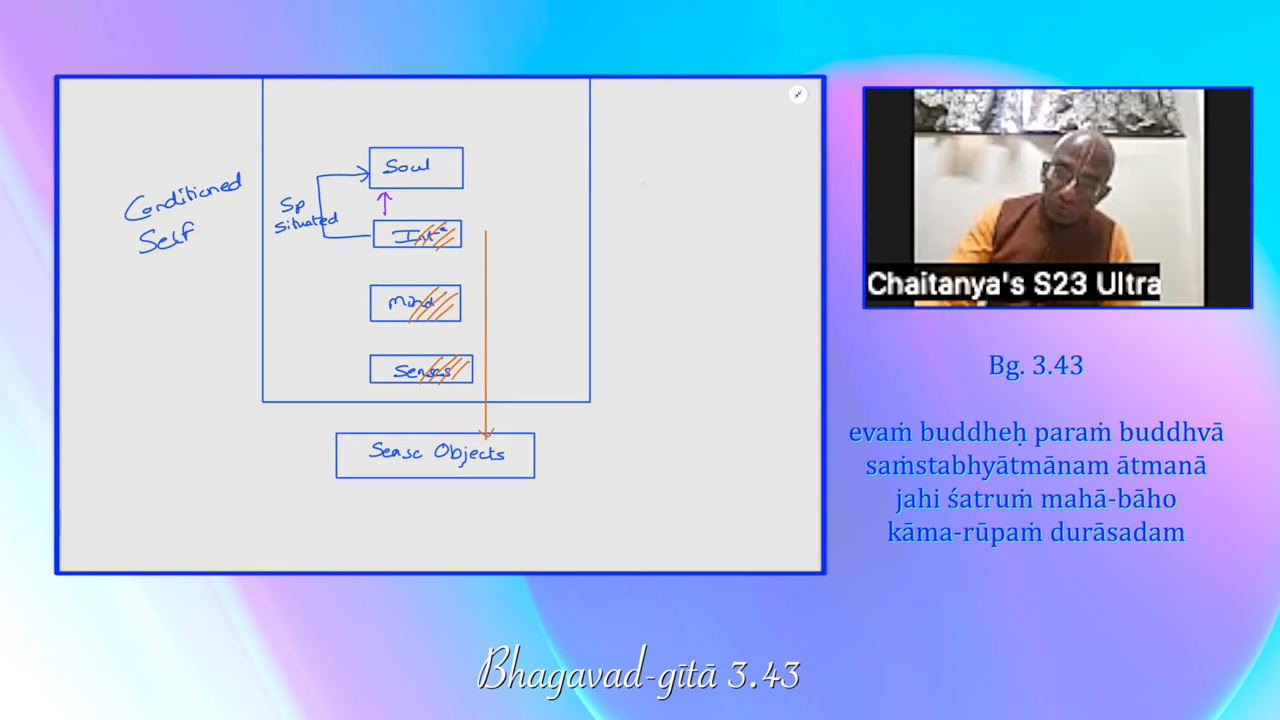 Conditioned
Self
Soul
Sp
situated
Int
Mind
Senses
Sense Objects
Chaitanya's S23 Ultra
Bg. 3.43
evaṁ buddheḥ paraṁ buddhvā
saṁstabhyātmānam ātmanā
jahi śatruṁ mahā-bāho
kāma-rūpaṁ durāsadam
Bhagavad-gītā 3.43